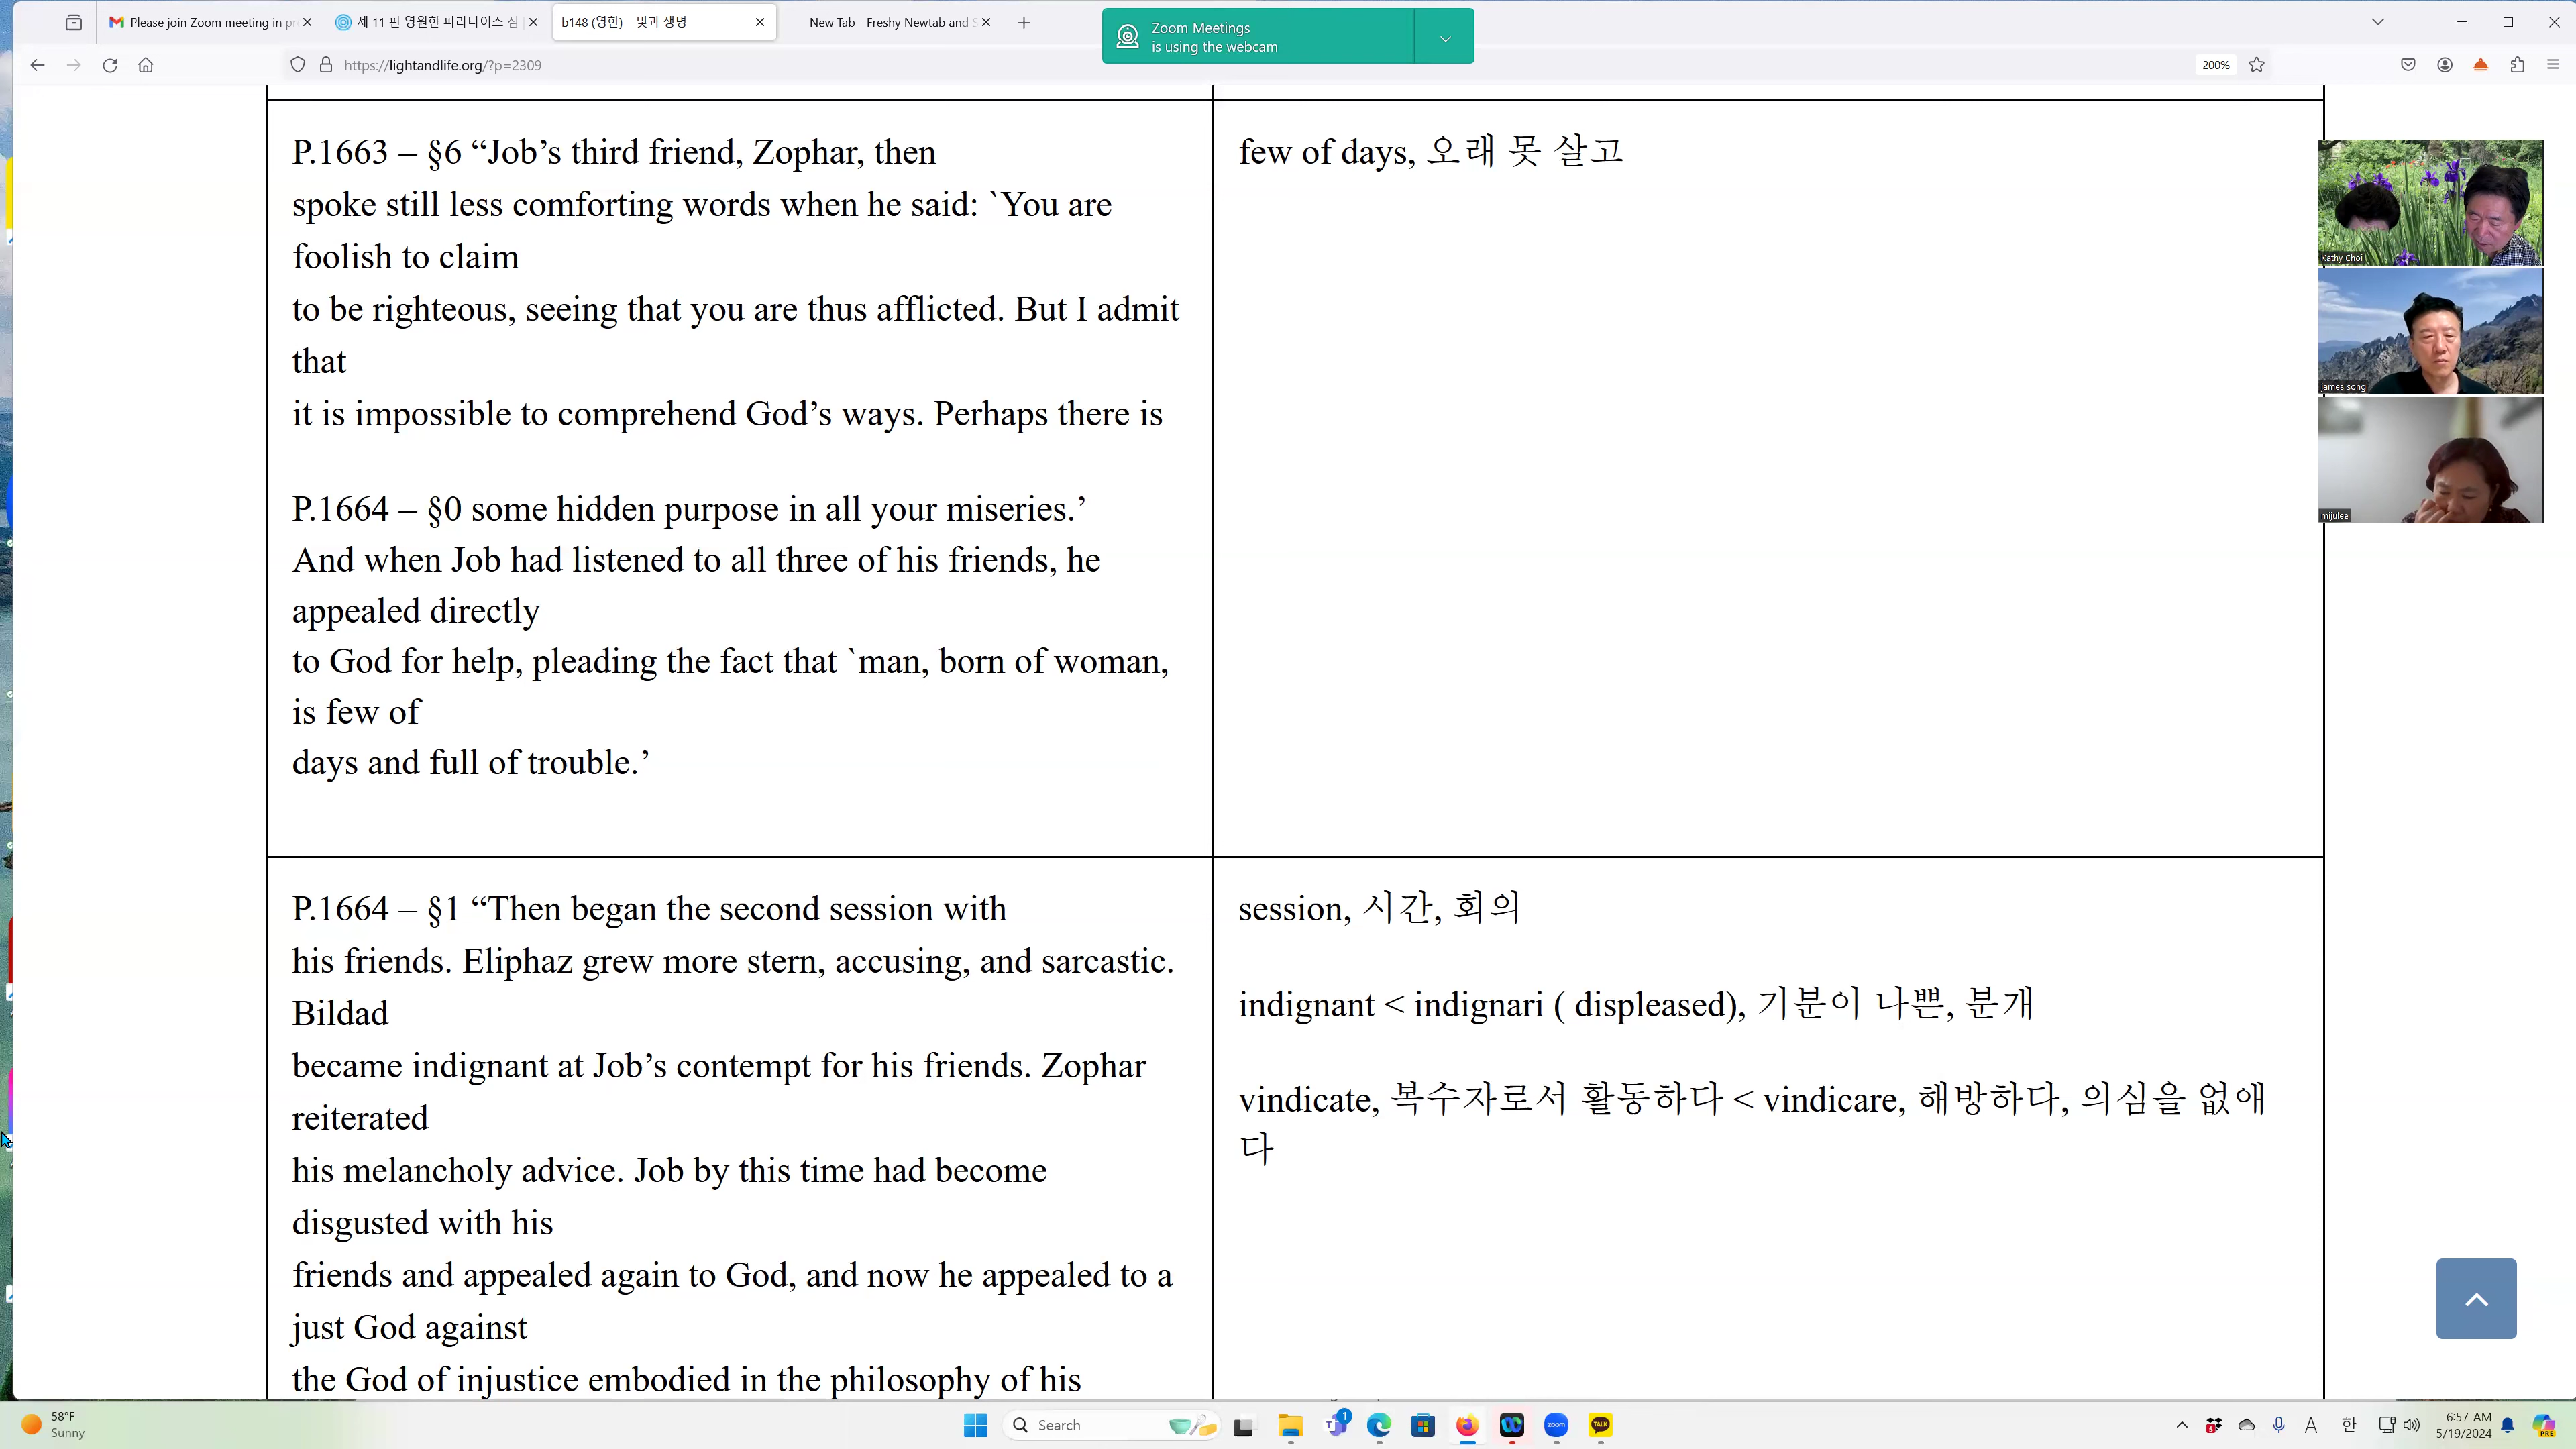 Please join Zoom meeting in pr
제 11 편 영원한 파라다이스 섬
b148 (영한) – 빛과 생명
New Tab - Freshy Newtab and S
Zoom Meetings
is using the webcam
https://lightandlife.org/?p=2309
200%
P.1663 – §6 “Job’s third friend, Zophar, then
spoke still less comforting words when he said: `You are
foolish to claim
to be righteous, seeing that you are thus afflicted. But I admit
that
it is impossible to comprehend God’s ways. Perhaps there is
P.1664 – §0 some hidden purpose in all your miseries.’
And when Job had listened to all three of his friends, he
appealed directly
to God for help, pleading the fact that `man, born of woman,
is few of
days and full of trouble.’
few of days, 오래 못 살고
P.1664 – §1 “Then began the second session with
his friends. Eliphaz grew more stern, accusing, and sarcastic.
Bildad
became indignant at Job’s contempt for his friends. Zophar
reiterated
his melancholy advice. Job by this time had become
disgusted with his
friends and appealed again to God, and now he appealed to a
just God against
the God of injustice embodied in the philosophy of his
session, 시간, 회의
indignant < indignari ( displeased), 기분이 나쁜, 분개
vindicate, 복수자로서 활동하다 < vindicare, 해방하다, 의심을 없애
다
Kathy Choi
james song
mijulee
58°F
Sunny
Search
1
zoom
TALK
A
한
6:57 AM
5/19/2024
PRE